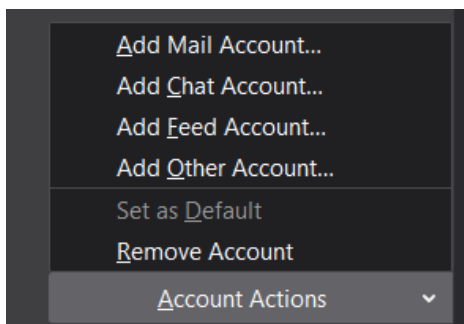 Add Mail Account...
Add Chat Account...
Add Feed Account...
Add Other Account...
Set as Default
Remove Account
Account Actions